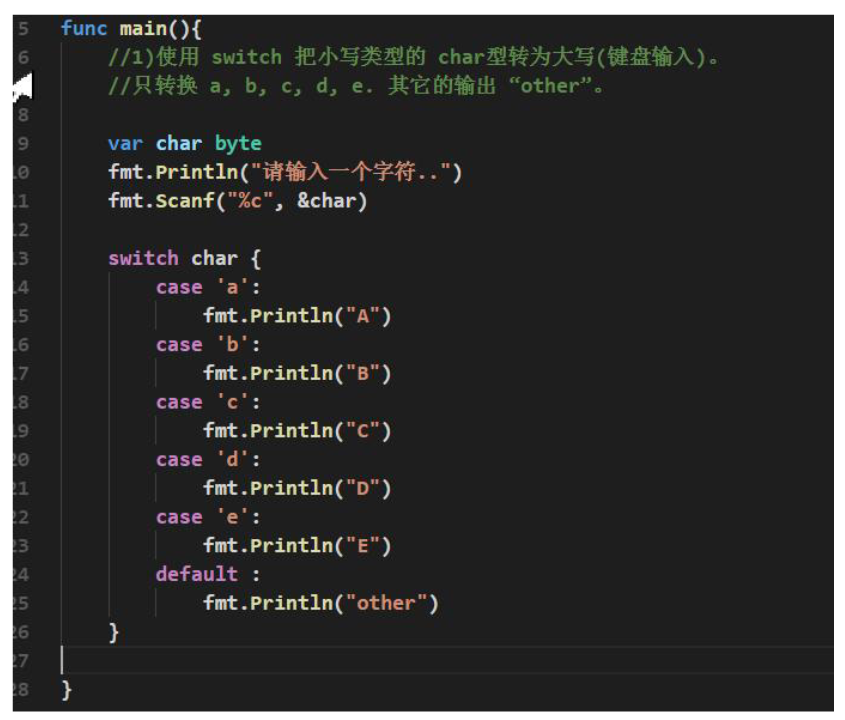 5 func main(){
6 //1)使用 switch 把小写类型的 char型转为大写(键盘输入)。
//只转换 a, b, c, d, e. 其它的输出 “other”。
8
9 var char byte
10 fmt.Println("请输入一个字符..")
11 fmt.Scanf("%c", &char)
12
13 switch char {
14 case 'a':
15 fmt.Println("A")
16 case 'b':
17 fmt.Println("B")
18 case 'c':
19 fmt.Println("C")
20 case 'd':
21 fmt.Println("D")
22 case 'e':
23 fmt.Println("E")
24 default :
25 fmt.Println("other")
26 }
27
28 }